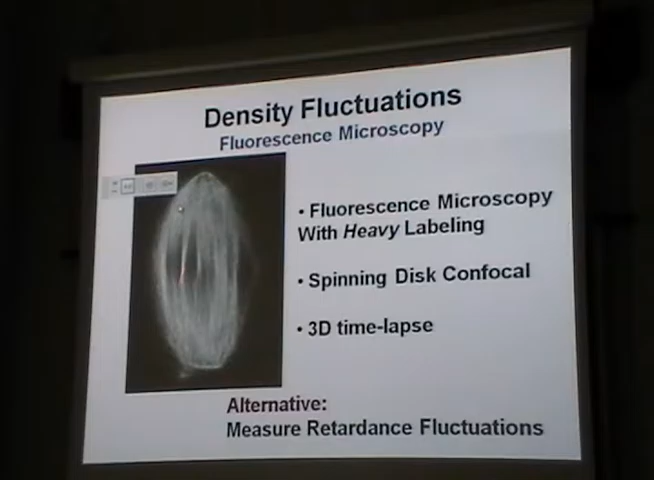 Density Fluctuations
Fluorescence Microscopy
• Fluorescence Microscopy
With Heavy Labeling
• Spinning Disk Confocal
• 3D time-lapse
Alternative:
Measure Retardance Fluctuations